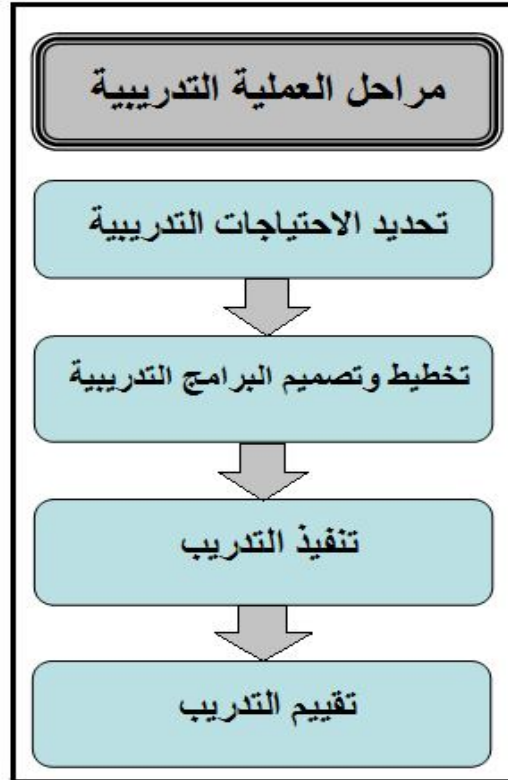 مراحل العملية التدريبية
تحديد الاحتياجات التدريبية
تخطيط وتصميم البرامج التدريبية
تنفيذ التدريب
تقييم التدريب